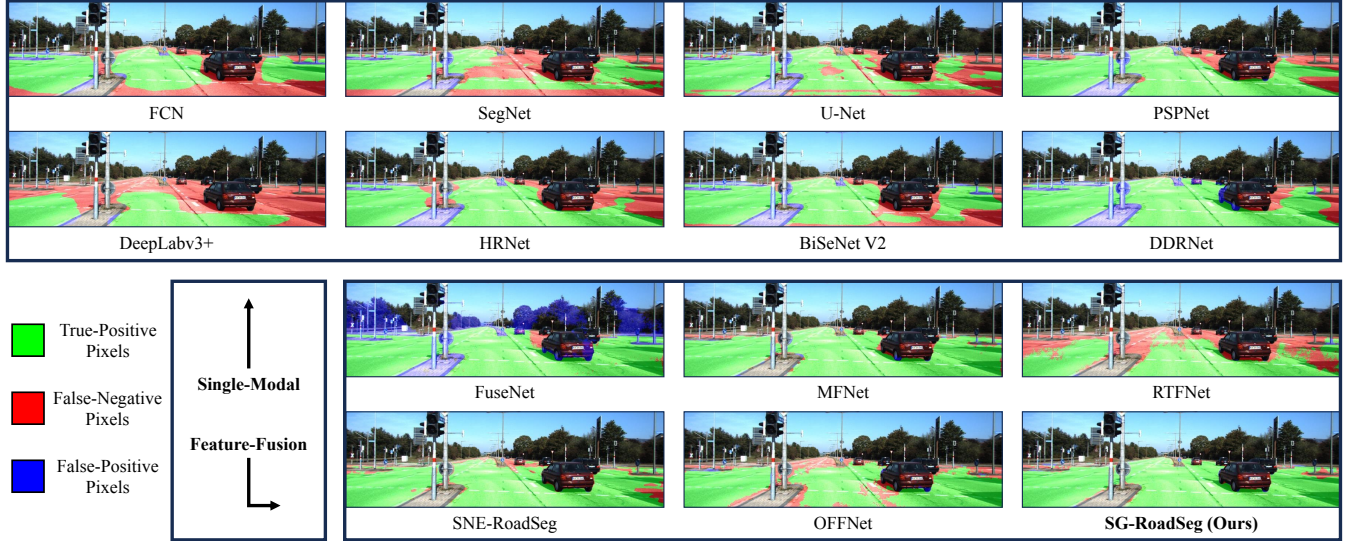 FCN
SegNet
U-Net
PSPNet
DeepLabv3+
HRNet
BiSeNet V2
DDRNet
True-Positive
Pixels
False-Negative
Pixels
False-Positive
Pixels
Single-Modal
Feature-Fusion
FuseNet
MFNet
RTFNet
SNE-RoadSeg
OFFNet
SG-RoadSeg (Ours)